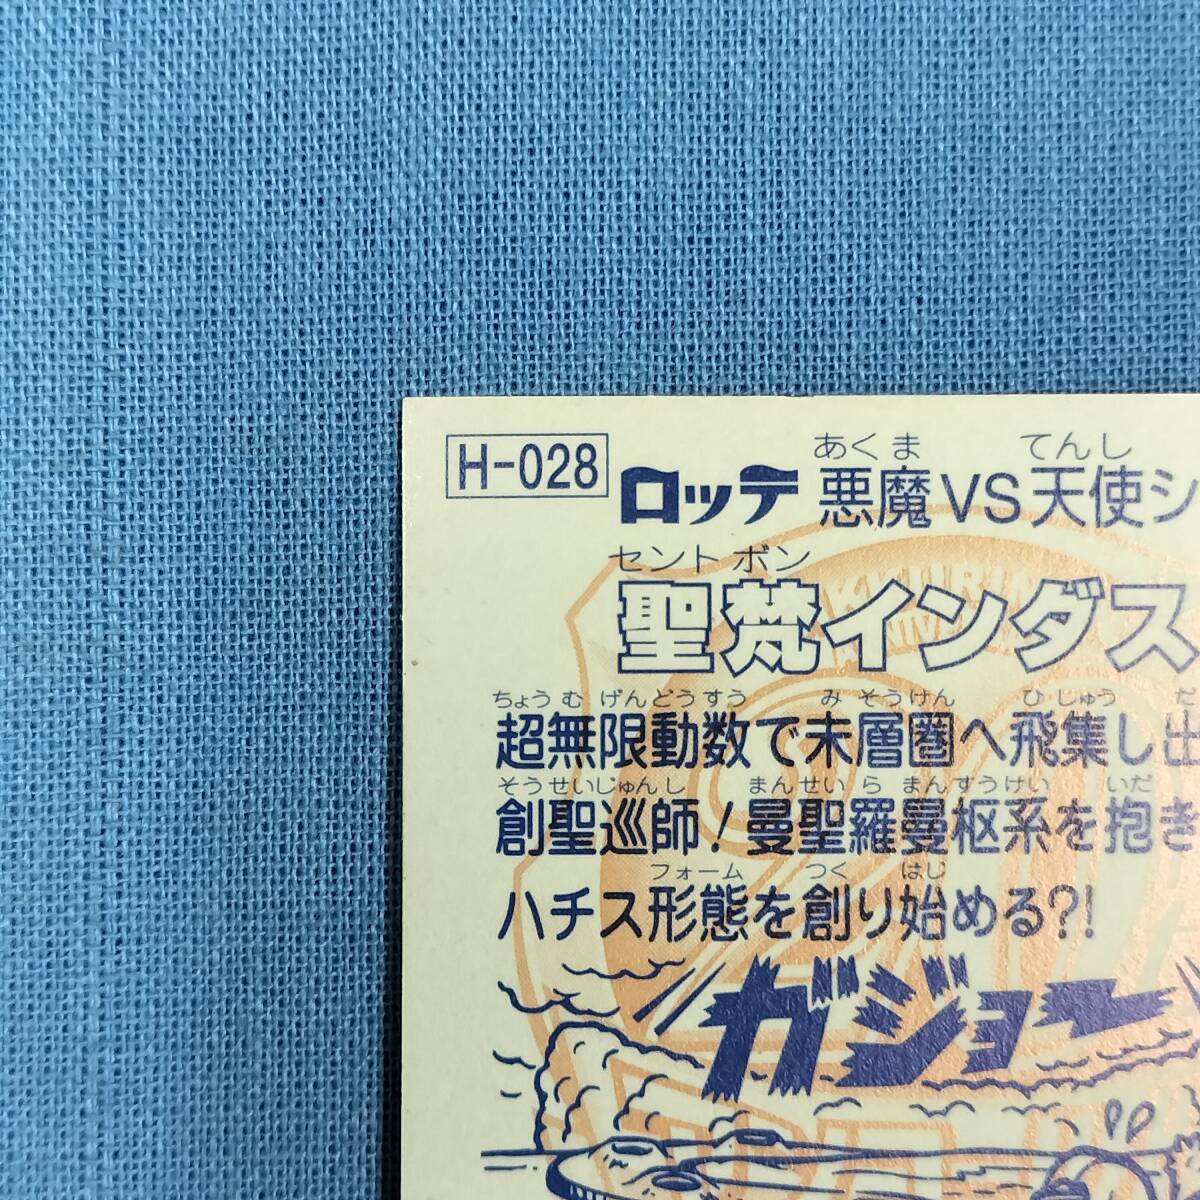 H-028
あくま てんし
ロッテ 悪魔VS天使シ
セント ボン
聖梵インダス
ちょう む げんどうすう み そうけん ひ じゅう だ
超無限動数で未層圏へ飛集し出
そうせいじゅんし まんせい ら まんすうけい いだ
創聖巡師!曼聖羅曼枢系を抱き
フォーム つく はじ
ハチス形態を創り始める?!
ガジョー